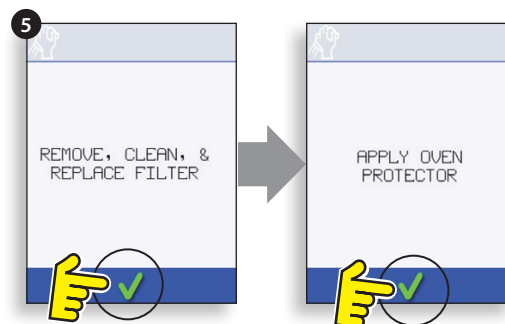 5
REMOVE, CLEAN, &
REPLACE FILTER
APPLY OVEN
PROTECTOR